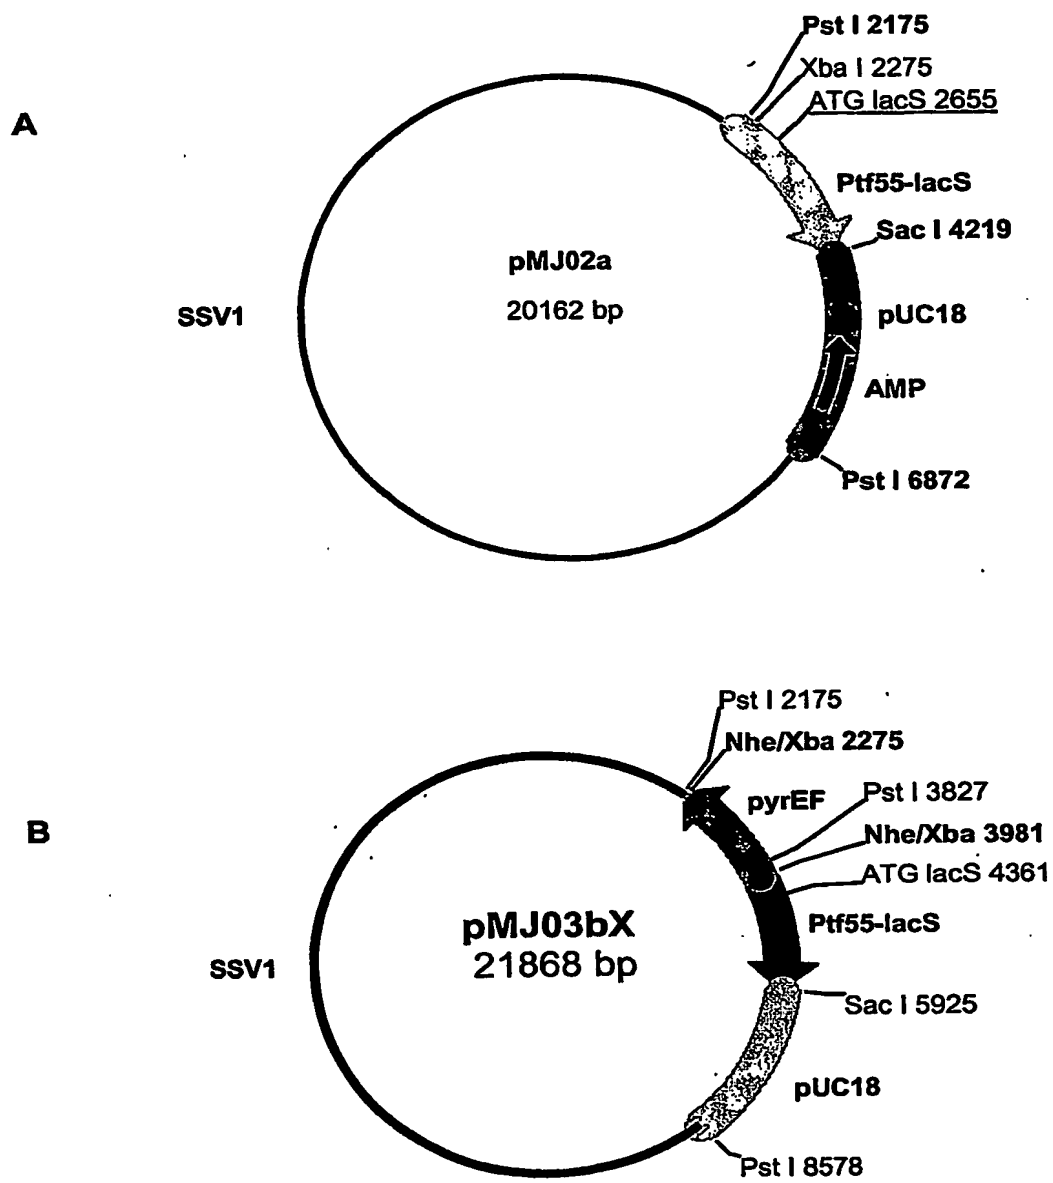 A
Pst I 2175
Xba I 2275
ATG lacS 2655
Ptf55-lacS
Sac I 4219
pMJ02a
20162 bp
SSV1
pUC18
AMP
Pst I 6872
B
Pst I 2175
Nhe/Xba 2275
pyrEF
Pst I 3827
Nhe/Xba 3981
ATG lacS 4361
Ptf55-lacS
pMJ03bX
21868 bp
SSV1
Sac I 5925
pUC18
Pst I 8578